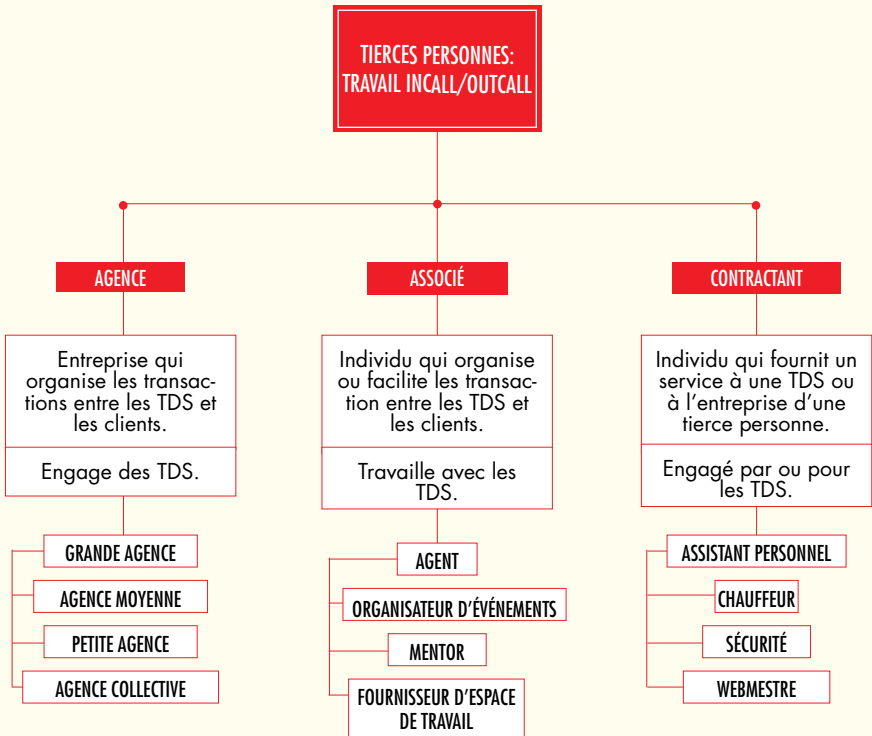 TIERCES PERSONNES:
TRAVAIL INCALL/OUTCALL
AGENCE
Entreprise qui
organise les transac-
tions entre les TDS et
les clients.
Engage des TDS.
GRANDE AGENCE
AGENCE MOYENNE
PETITE AGENCE
AGENCE COLLECTIVE
ASSOCIÉ
Individu qui organise
ou facilite les transac-
tion entre les TDS et
les clients.
Travaille avec les
TDS.
AGENT
ORGANISATEUR D'ÉVÉNEMENTS
MENTOR
FOURNISSEUR D'ESPACE
DE TRAVAIL
CONTRACTANT
Individu qui fournit un
service à une TDS ou
à l'entreprise d'une
tierce personne.
Engagé par ou pour
les TDS.
ASSISTANT PERSONNEL
CHAUFFEUR
SÉCURITÉ
WEBMESTRE